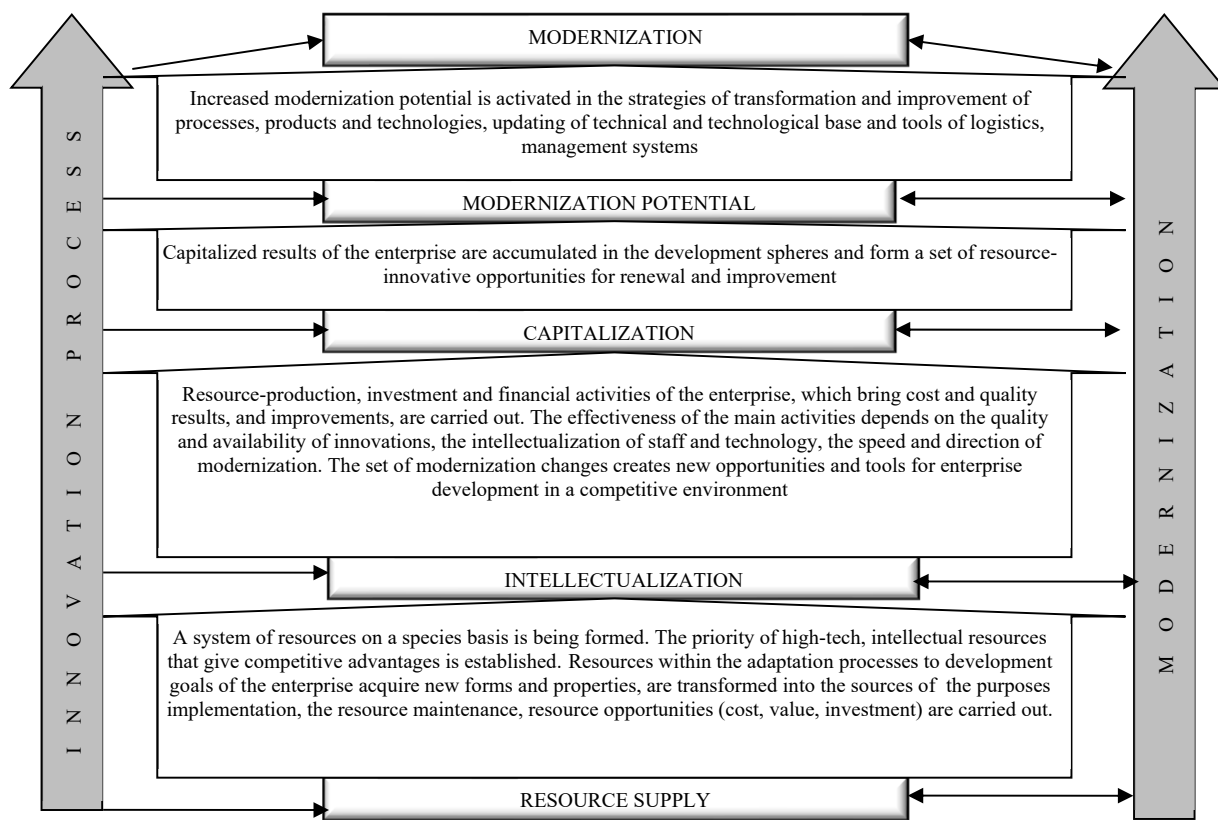 MODERNIZATION
Increased modernization potential is activated in the strategies of transformation and improvement of
processes, products and technologies, updating of technical and technological base and tools of logistics,
management systems
MODERNIZATION POTENTIAL
Capitalized results of the enterprise are accumulated in the development spheres and form a set of resource-
innovative opportunities for renewal and improvement
CAPITALIZATION
Resource-production, investment and financial activities of the enterprise, which bring cost and quality
results, and improvements, are carried out. The effectiveness of the main activities depends on the quality
and availability of innovations, the intellectualization of staff and technology, the speed and direction of
modernization. The set of modernization changes creates new opportunities and tools for enterprise
development in a competitive environment
INTELLECTUALIZATION
A system of resources on a species basis is being formed. The priority of high-tech, intellectual resources
that give competitive advantages is established. Resources within the adaptation processes to development
goals of the enterprise acquire new forms and properties, are transformed into the sources of the purposes
implementation, the resource maintenance, resource opportunities (cost, value, investment) are carried out.
RESOURCE SUPPLY
INNOVATION PROCESS
MODERNIZATION